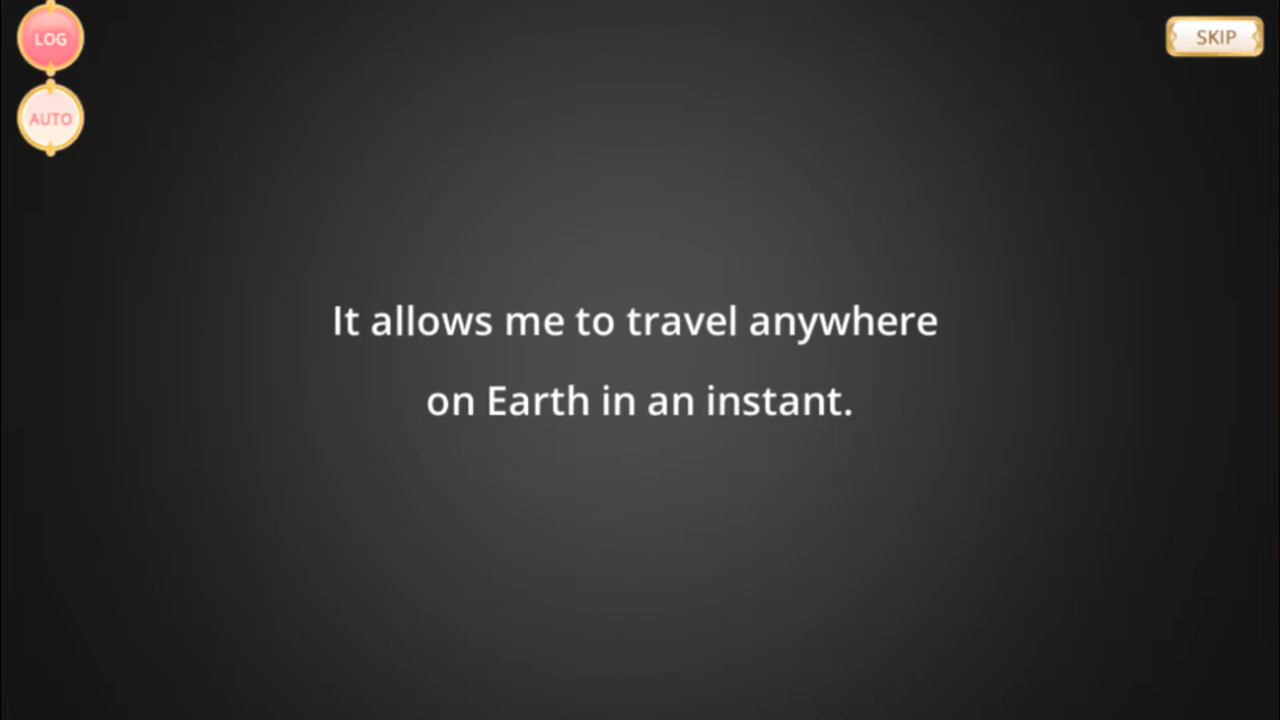 LOG
SKIP
AUTO
It allows me to travel anywhere
on Earth in an instant.